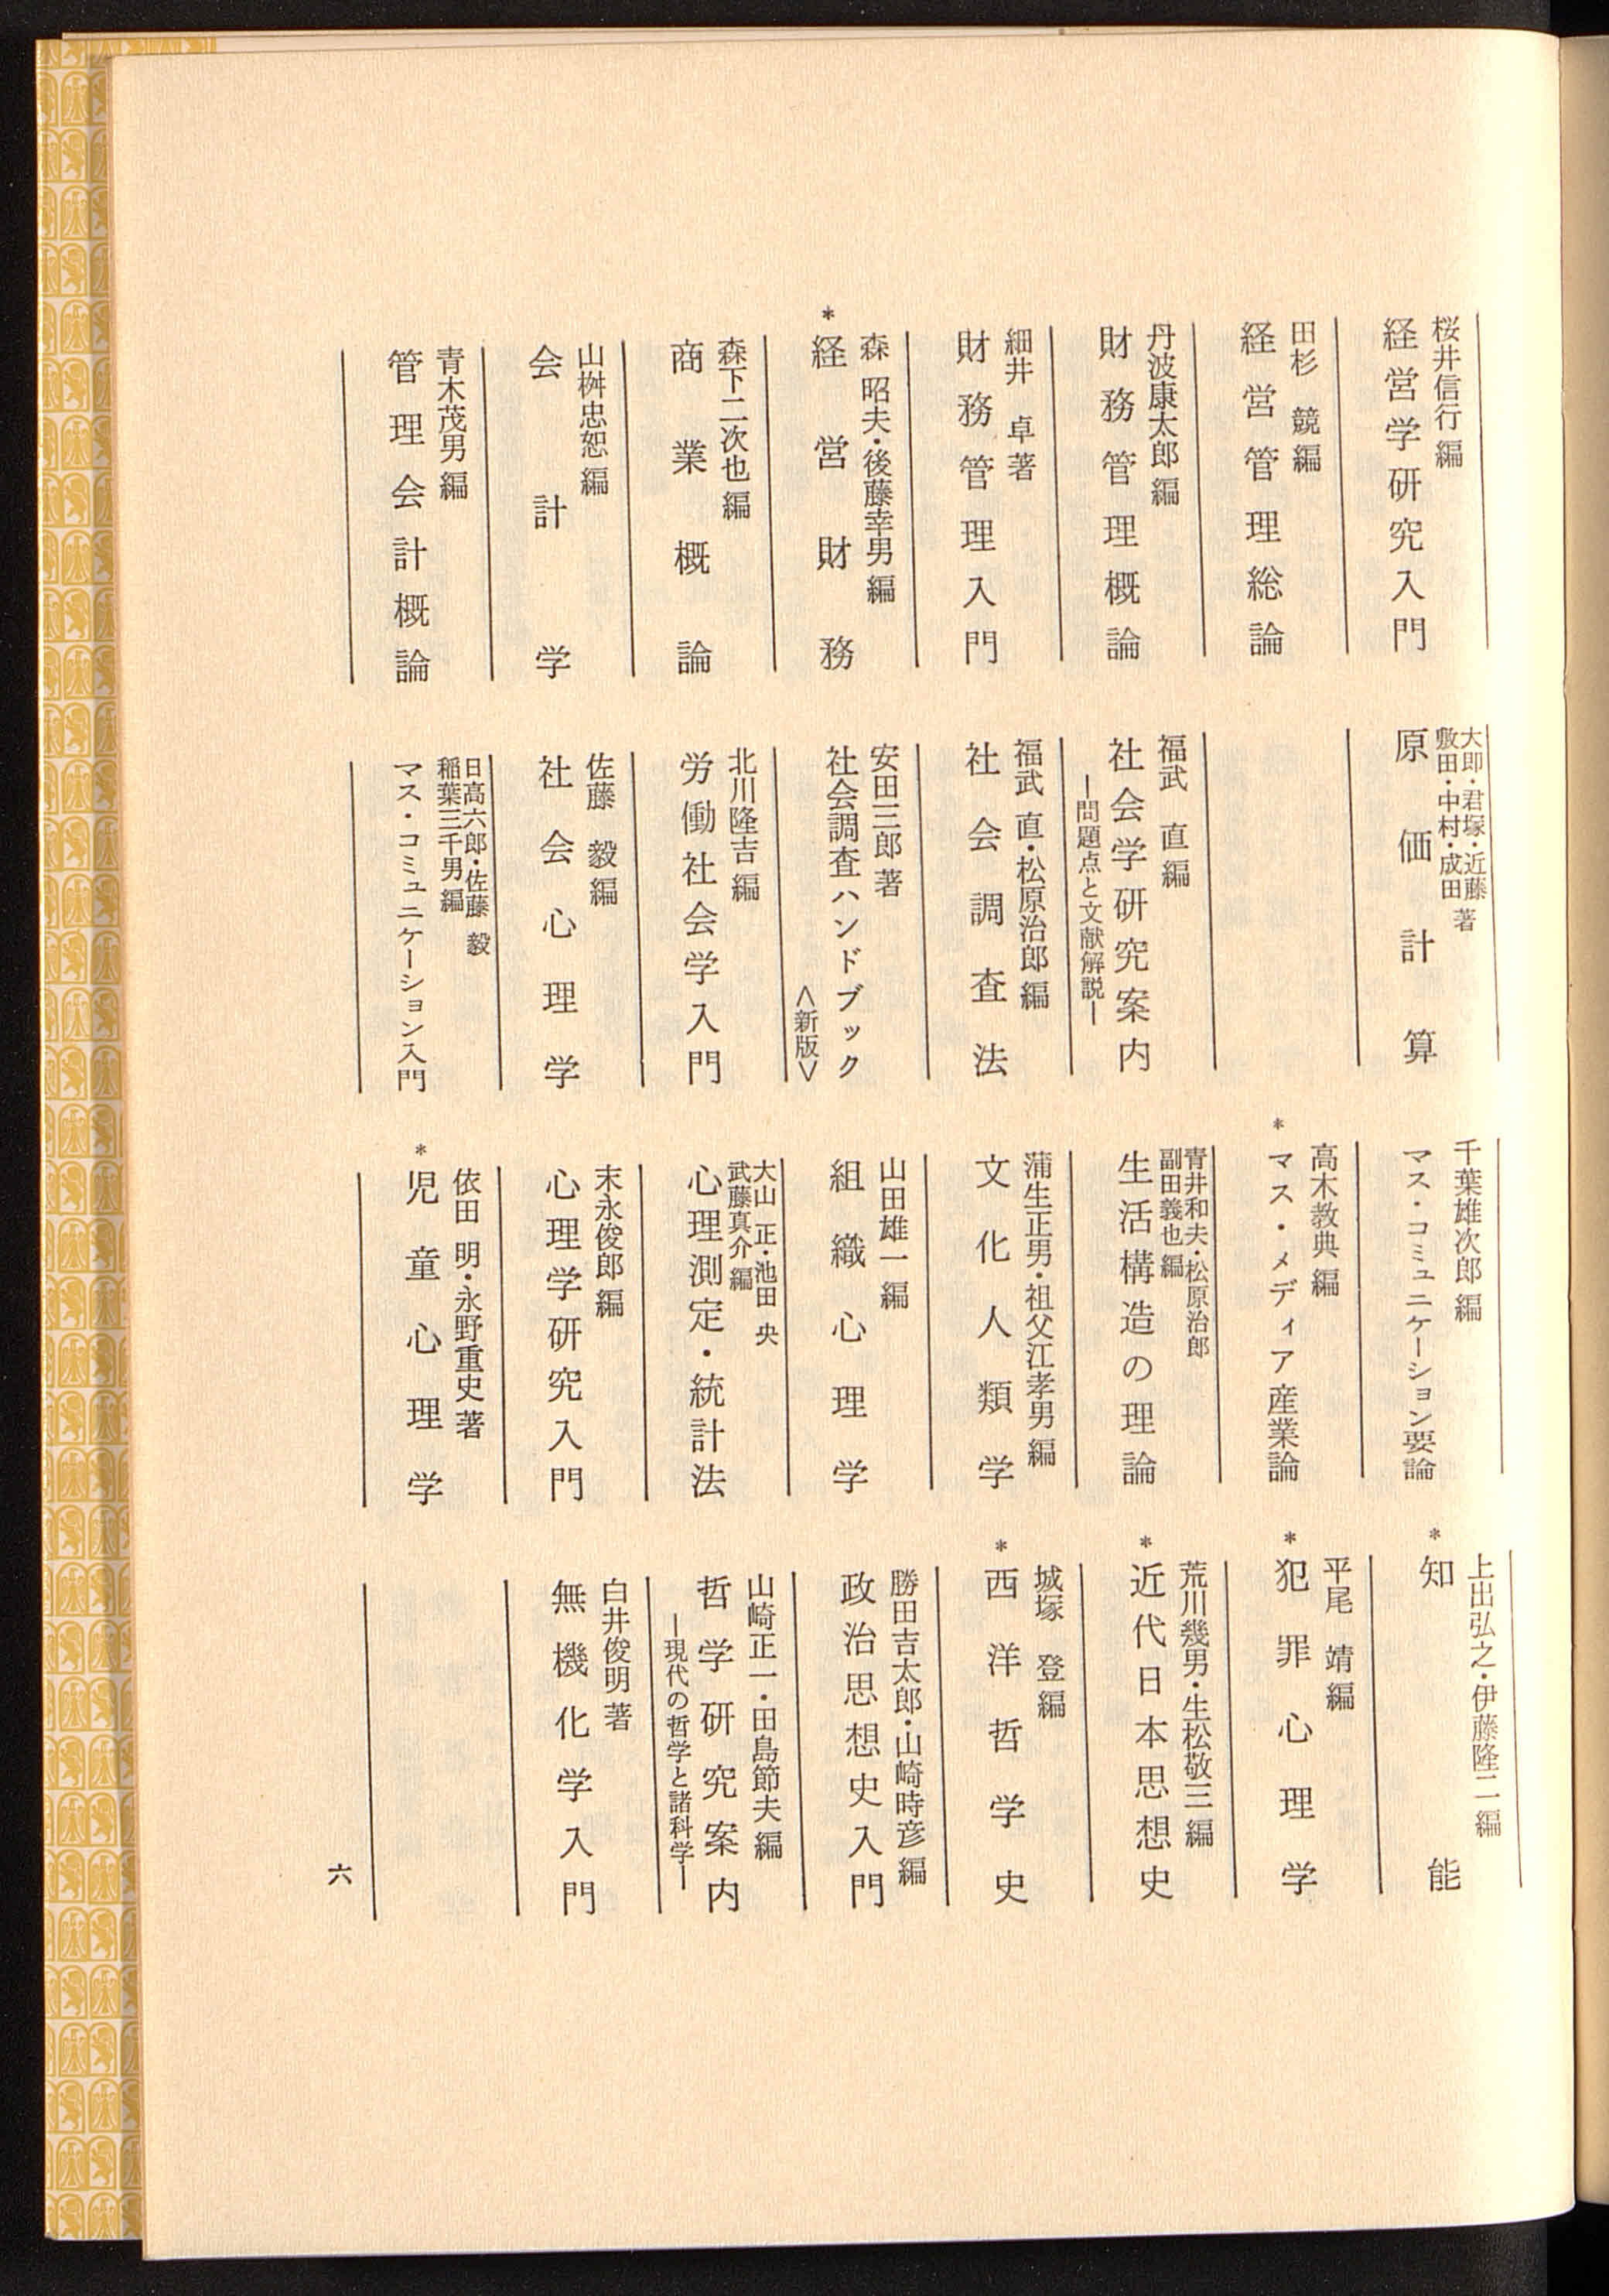 桜井信行編
経営学研究入門
田杉 競編
経営管理総論
丹波康太郎編
財務管理概論
細井 卓著
財務管理入門
森 昭夫・後藤幸男編
*経営財務
森下二次也編
商業概論
山桝忠恕編
会計学
青木茂男編
管理会計概論
大郎・君塚・近藤
敷田・中村・成田 著
原価計算
福武 直編
社会学研究案内
―問題点と文献解説―
福武 直・松原治郎編
社会調査法
安田三郎著
社会調査ハンドブック
<新版>
北川隆吉編
労働社会学入門
佐藤 毅編
社会心理学
日高六郎・佐藤 毅
稲葉三千男編
マス・コミュニケーション入門
千葉雄次郎編
マス・コミュニケーション要論
高木教典編
*マス・メディア産業論
青井和夫・松原治郎
副田義也編
生活構造の理論
蒲生正男・祖父江孝男編
文化人類学
山田雄一編
組織心理学
大山 正・池田 央
武藤真介編
心理測定・統計法
末永俊郎編
心理学研究入門
依田 明・永野重史著
*児童心理学
上出弘之・伊藤隆二編
*知能
平尾 靖編
*犯罪心理学
荒川幾男・生松敬三編
*近代日本思想史
城塚 登編
*西洋哲学史
勝田吉太郎・山崎時彦編
政治思想史入門
山崎正一・田島節夫編
哲学研究案内
―現代の哲学と諸科学―
白井俊明著
無機化学入門
六